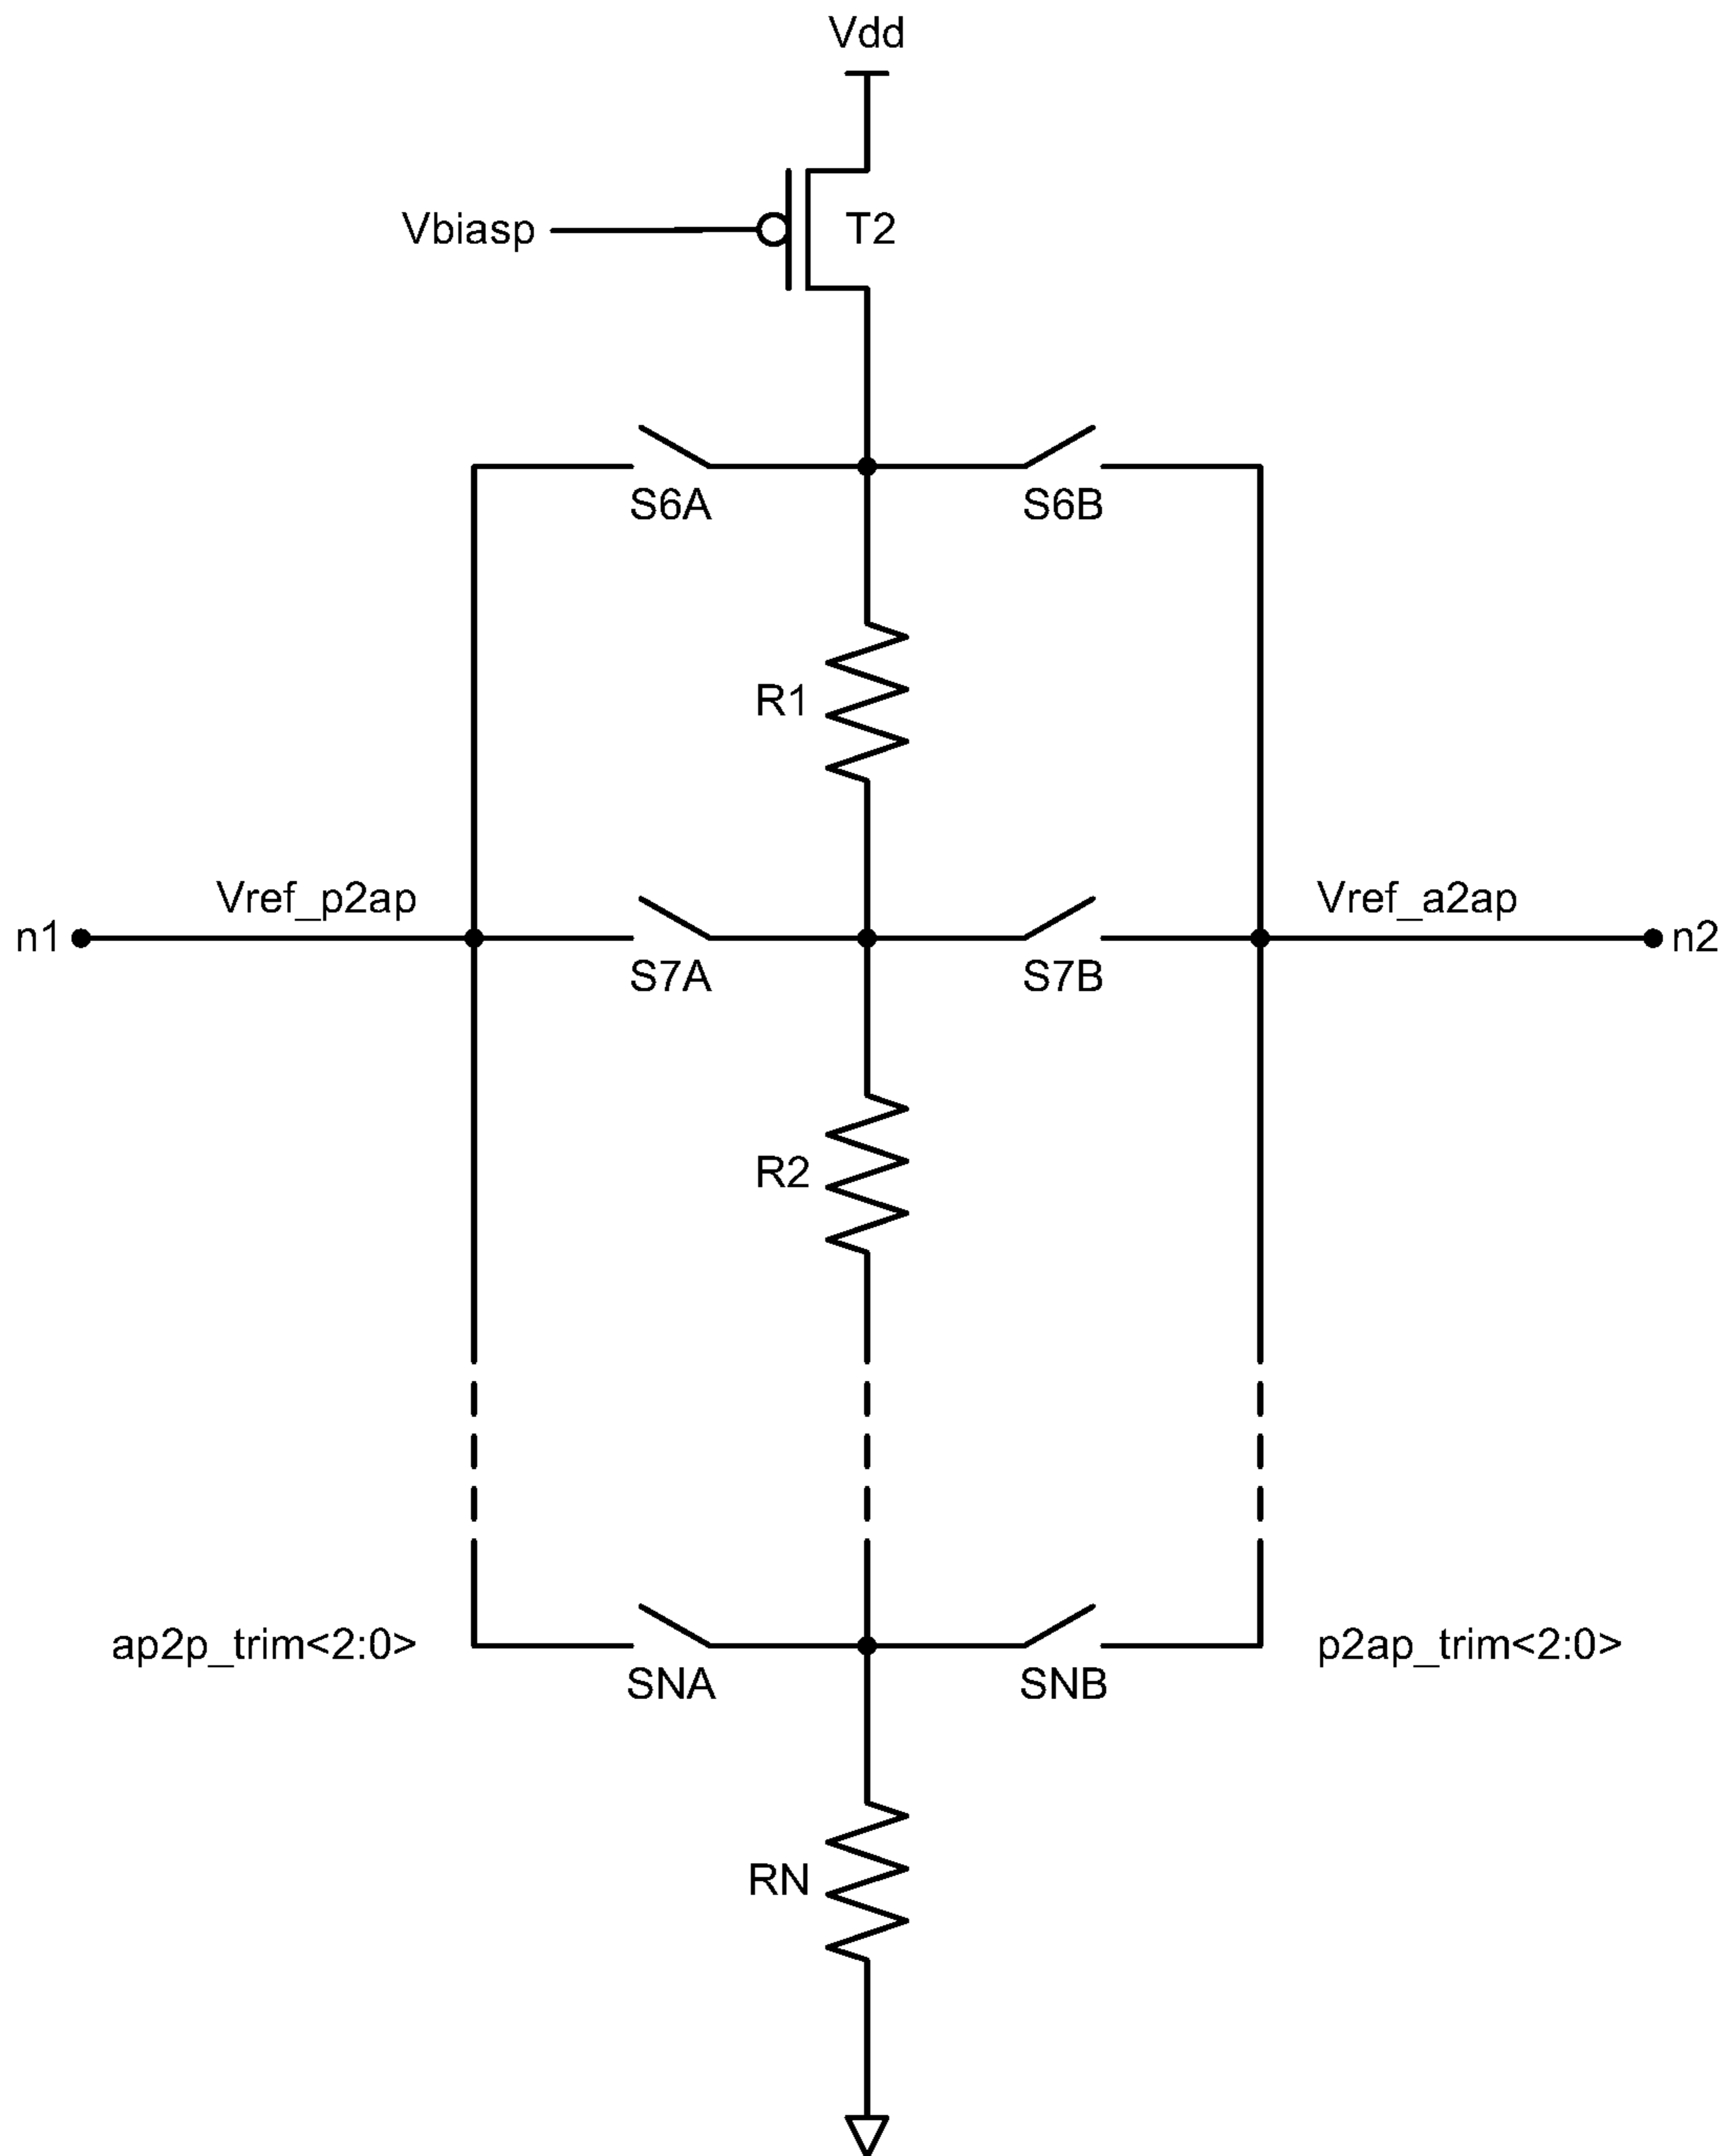 Vdd
Vbiasp
T2
S6A
S6B
R1
Vref_p2ap
Vref_a2ap
n1
n2
S7A
S7B
R2
ap2p_trim<2:0>
p2ap_trim<2:0>
SNA
SNB
RN